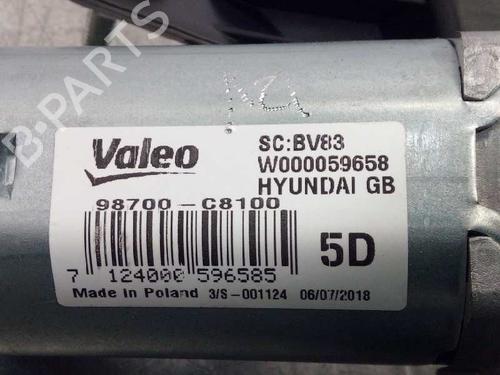 Valeo
SC:BV83
W000059658
HYUNDAI GB
98700-C8100
5D
7 124000 596585
Made in Poland 3/S-001124 06/07/2018
B-PARTS